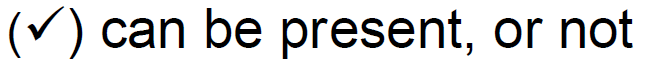 (✓) can be present, or not